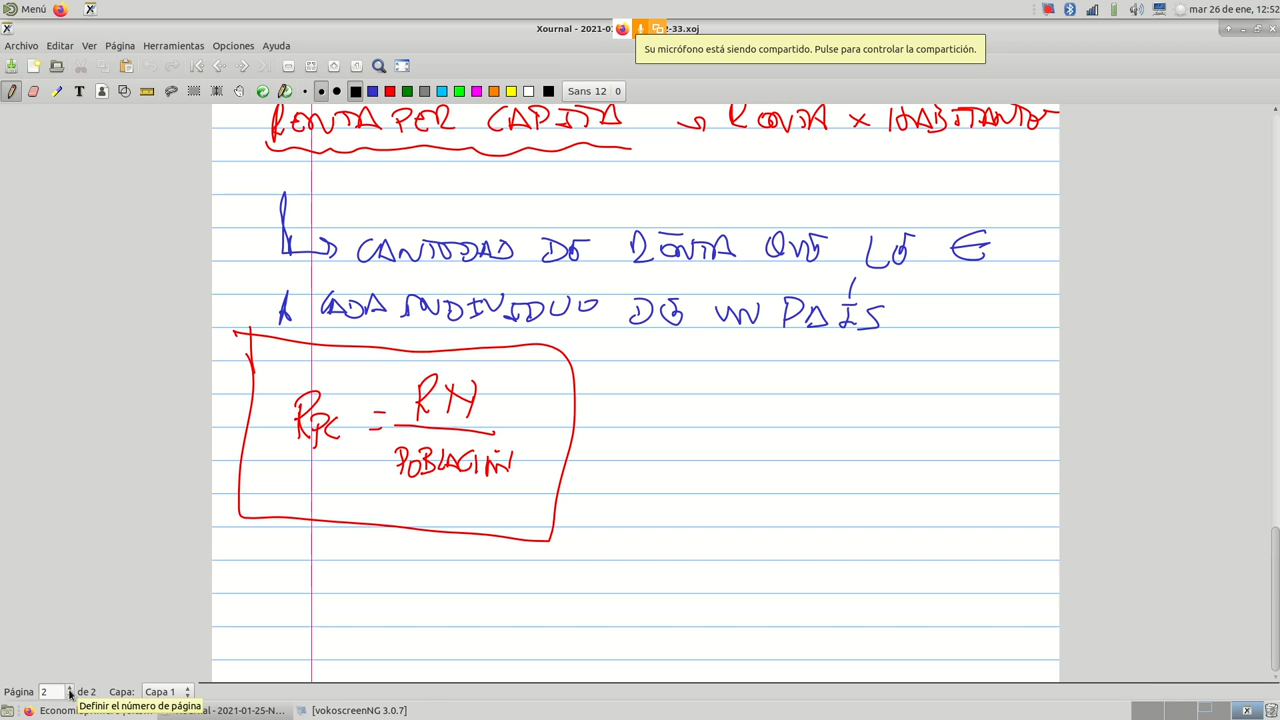 Menú
mar 26 de ene, 12:52
Xournal - 2021-0
2-33.xoj
Su micrófono está siendo compartido. Pulse para controlar la compartición.
Archivo Editar Ver Página Herramientas Opciones Ayuda
Sans 12
RENTA PER CAPITA → RENTA x HABITANTE
CANTIDAD DE RENTA QUE LE €
A CADA INDIVIDUO DE UN PAÍS
RPC = RN
POBLACIÓN
Página 2 de 2 Capa: Capa 1
Definir el número de página
[vokoscreenNG 3.0.7]